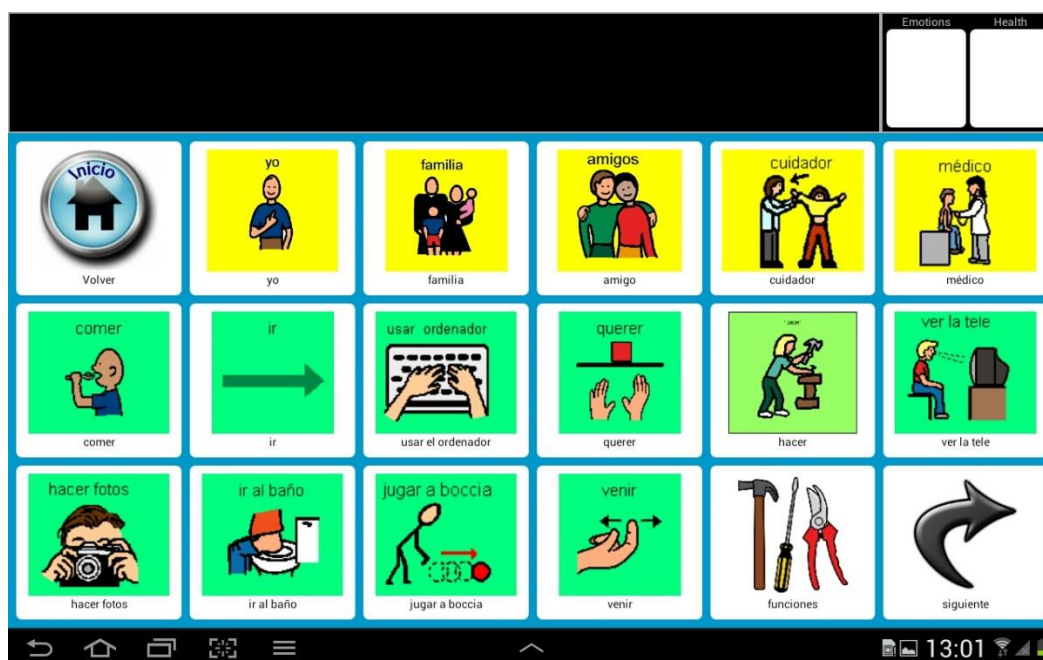 Emotions Health
Inicio
Volver
yo
yo
familia
familia
amigos
amigo
cuidador
cuidador
médico
médico
comer
comer
ir
ir
usar ordenador
usar el ordenador
querer
querer
hacer
ver la tele
ver la tele
hacer fotos
hacer fotos
ir al baño
ir al baño
jugar a boccia
jugar a boccia
venir
venir
funciones
siguiente
13:01